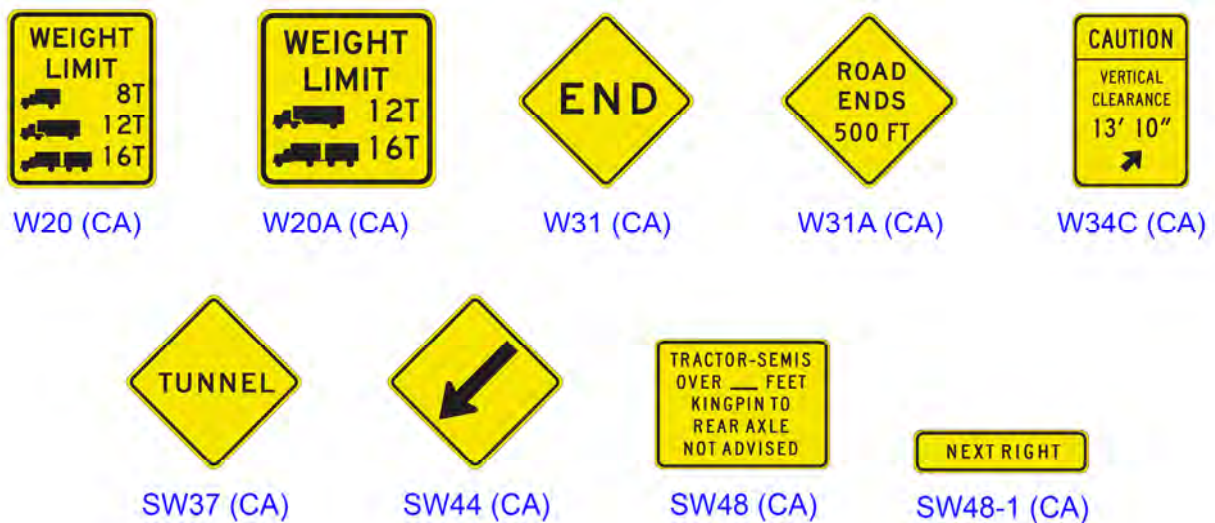 WEIGHT
LIMIT
8T
12T
16T
W20 (CA)
WEIGHT
LIMIT
12T
16T
W20A (CA)
END
W31 (CA)
ROAD
ENDS
500 FT
W31A (CA)
CAUTION
VERTICAL
CLEARANCE
13' 10"
W34C (CA)
TUNNEL
SW37 (CA)
SW44 (CA)
TRACTOR-SEMIS
OVER ___ FEET
KINGPIN TO
REAR AXLE
NOT ADVISED
SW48 (CA)
NEXT RIGHT
SW48-1 (CA)